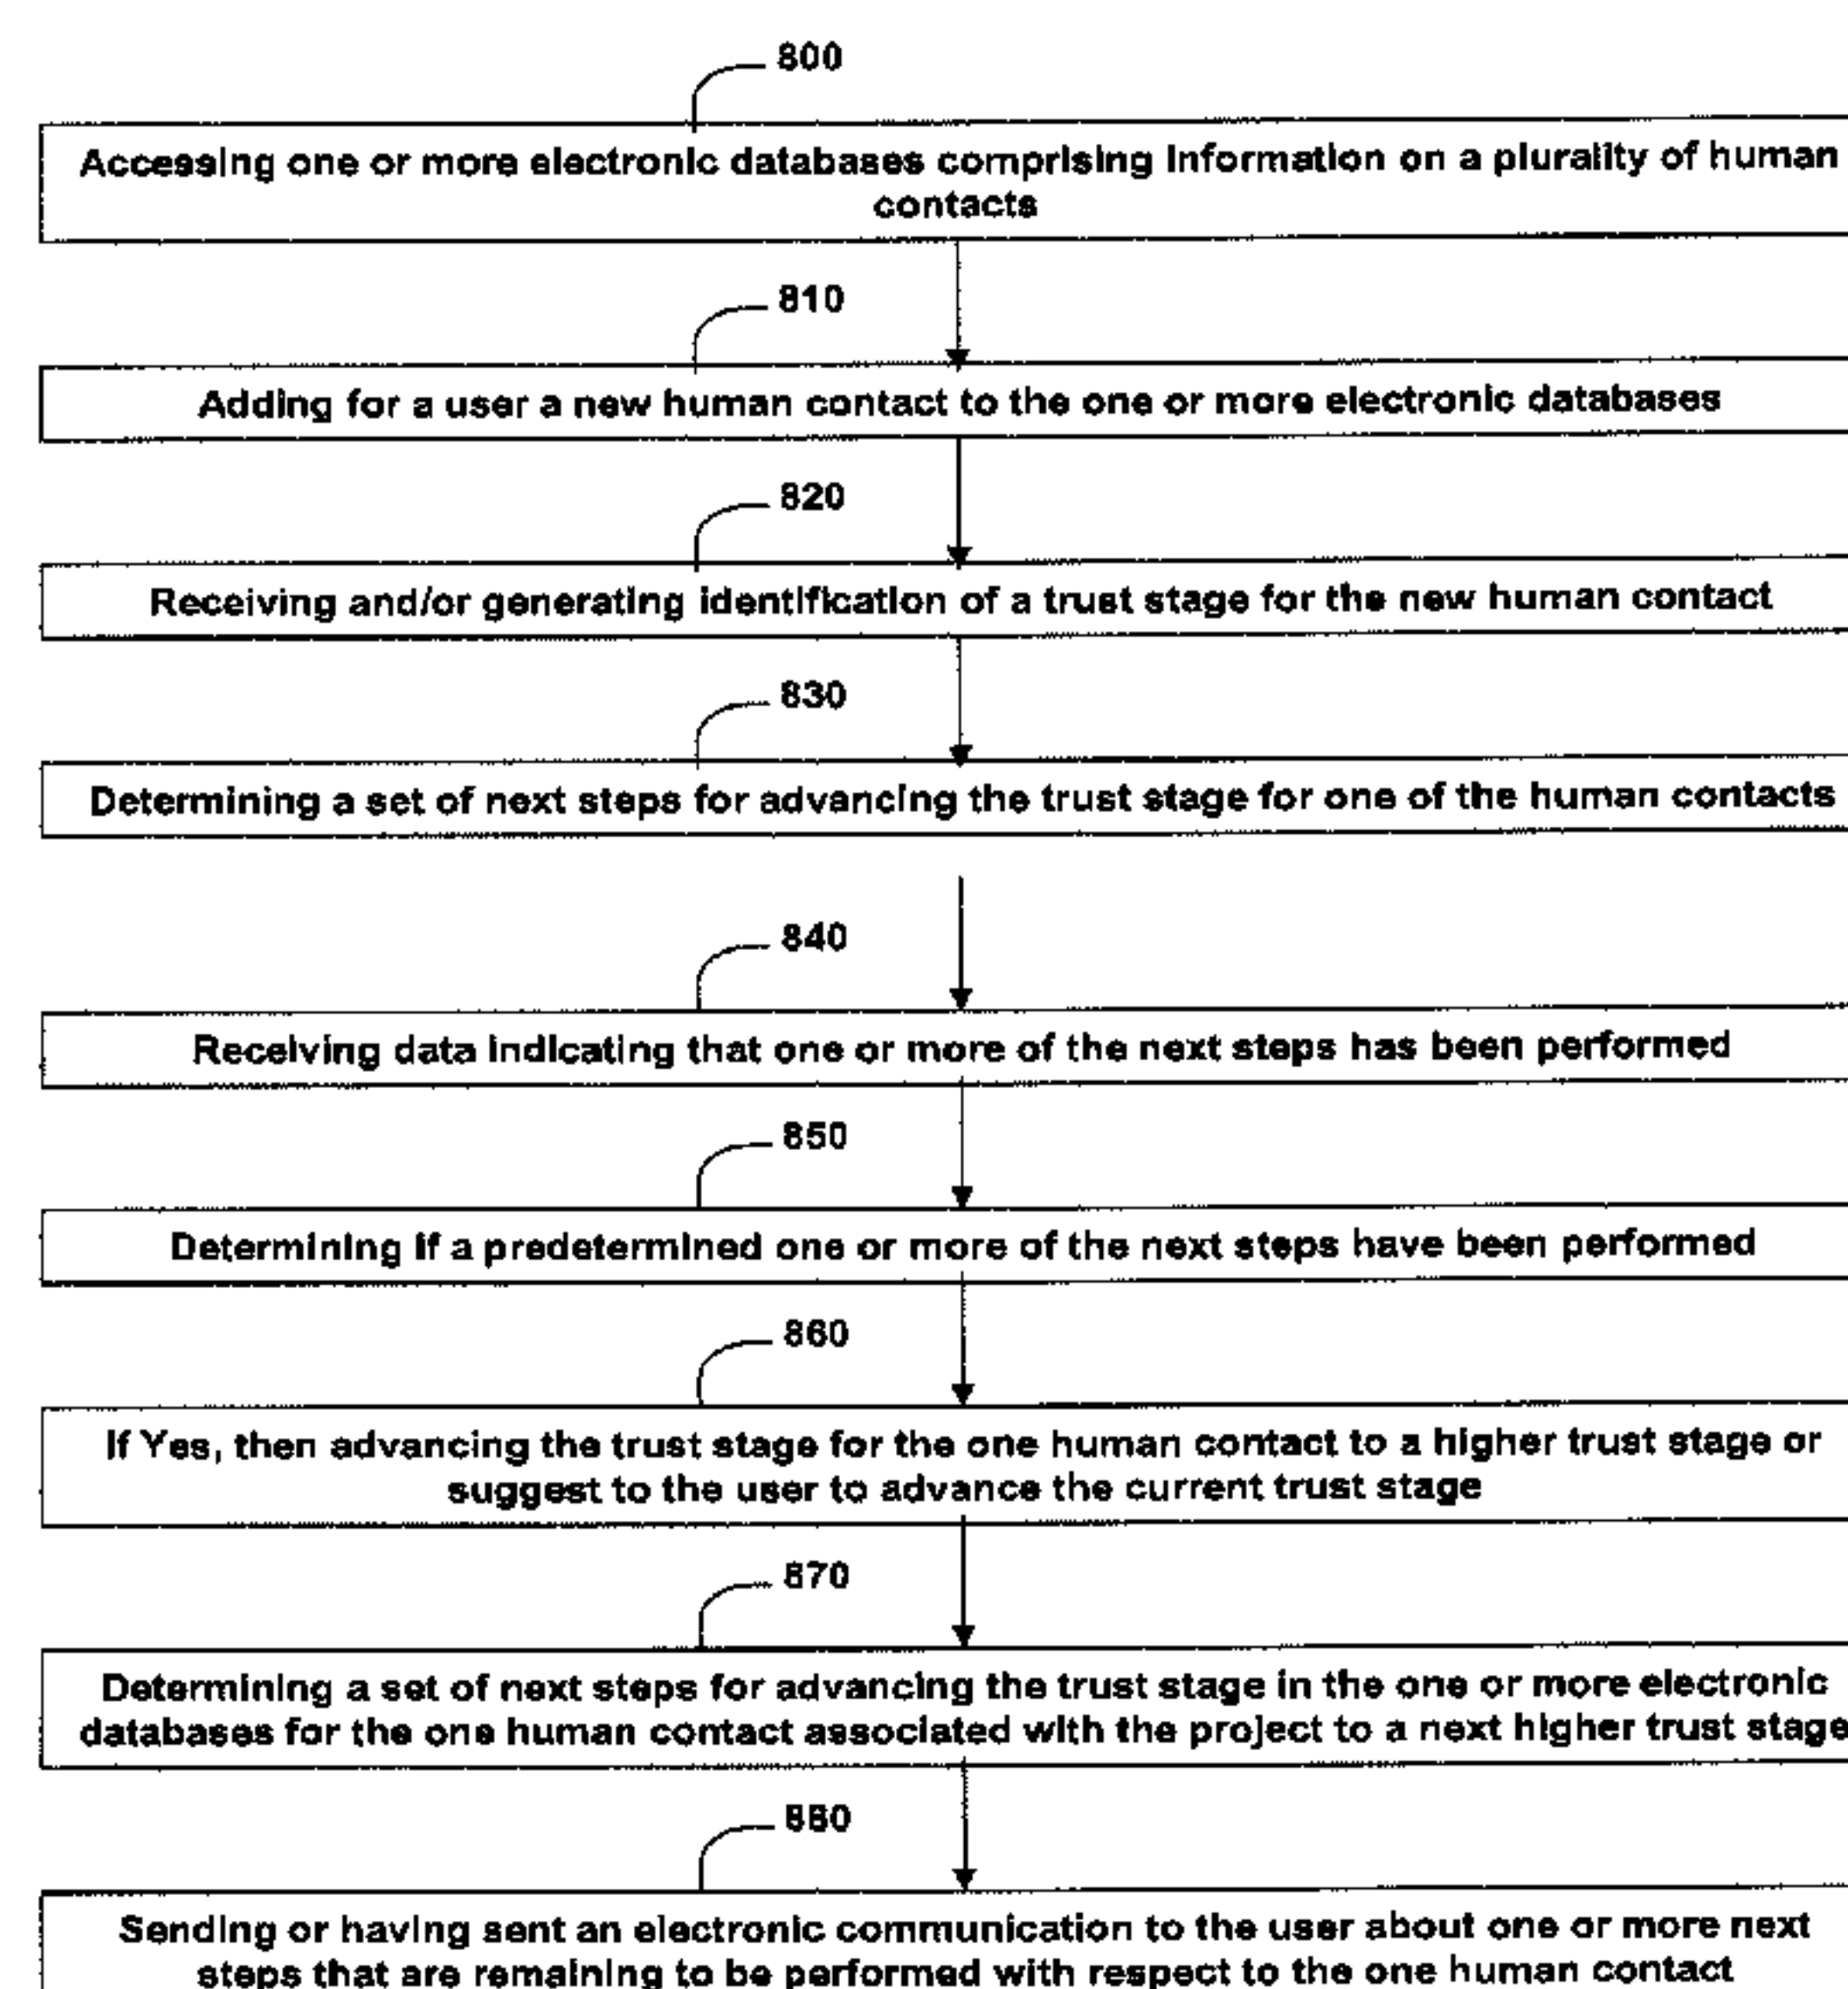 800
Accessing one or more electronic databases comprising information on a plurality of human
contacts
810
Adding for a user a new human contact to the one or more electronic databases
820
Receiving and/or generating identification of a trust stage for the new human contact
830
Determining a set of next steps for advancing the trust stage for one of the human contacts
840
Receiving data indicating that one or more of the next steps has been performed
850
Determining if a predetermined one or more of the next steps have been performed
860
If Yes, then advancing the trust stage for the one human contact to a higher trust stage or
suggest to the user to advance the current trust stage
870
Determining a set of next steps for advancing the trust stage in the one or more electronic
databases for the one human contact associated with the project to a next higher trust stage
880
Sending or having sent an electronic communication to the user about one or more next
steps that are remaining to be performed with respect to the one human contact